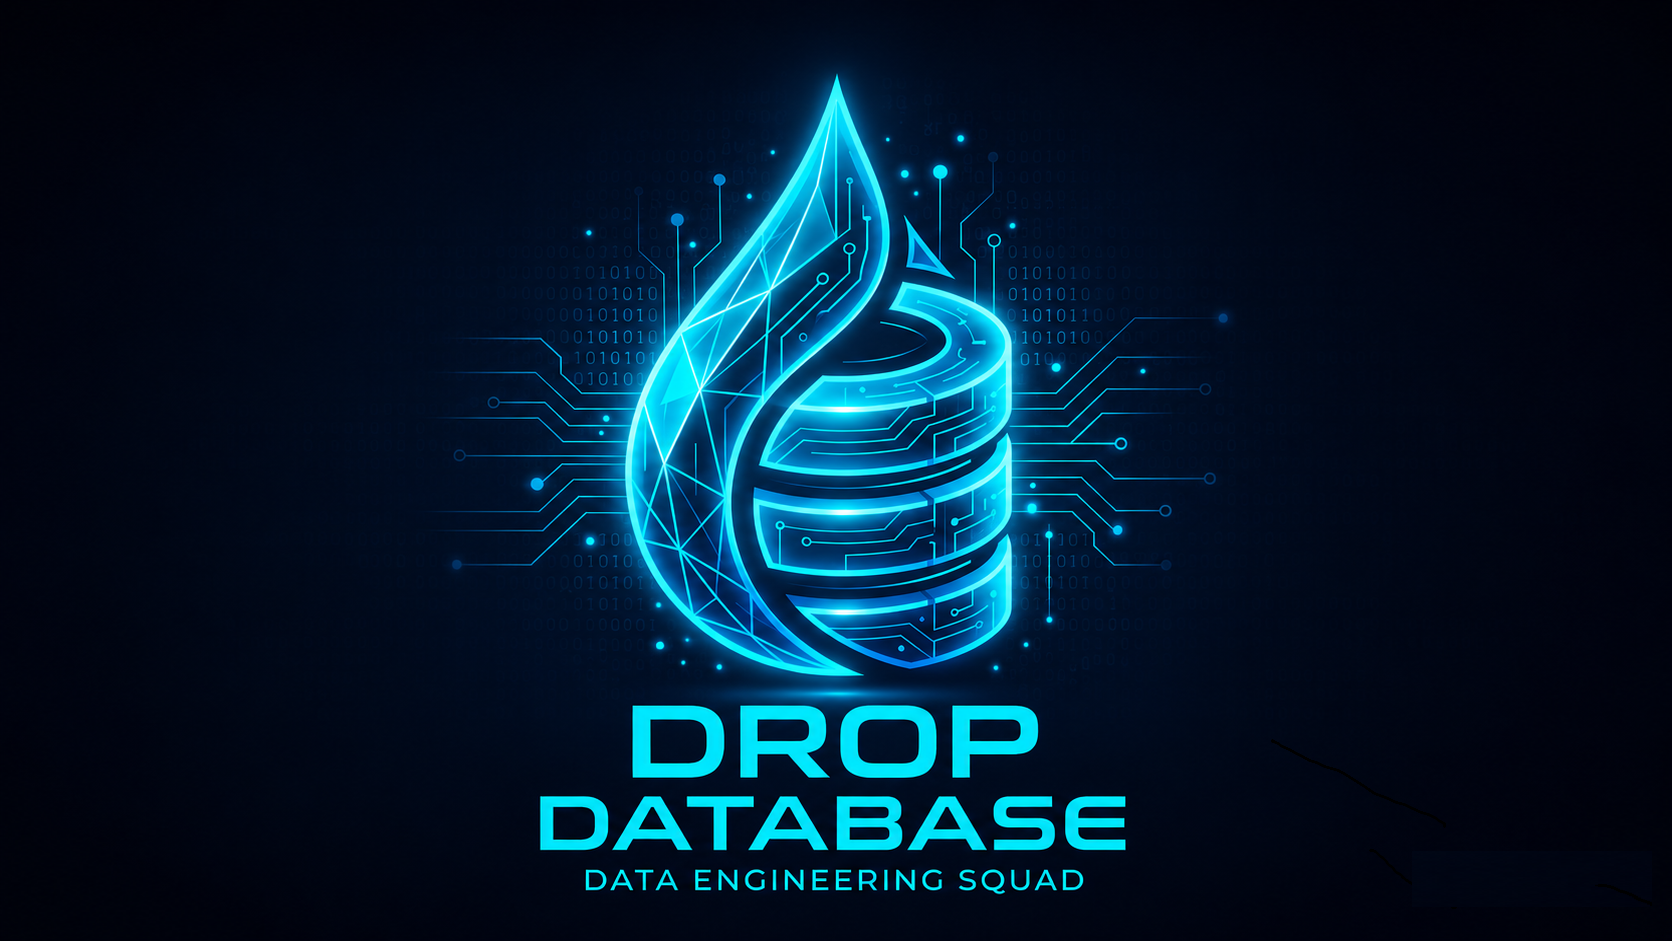 DROP
DATABASE
DATA ENGINEERING SQUAD